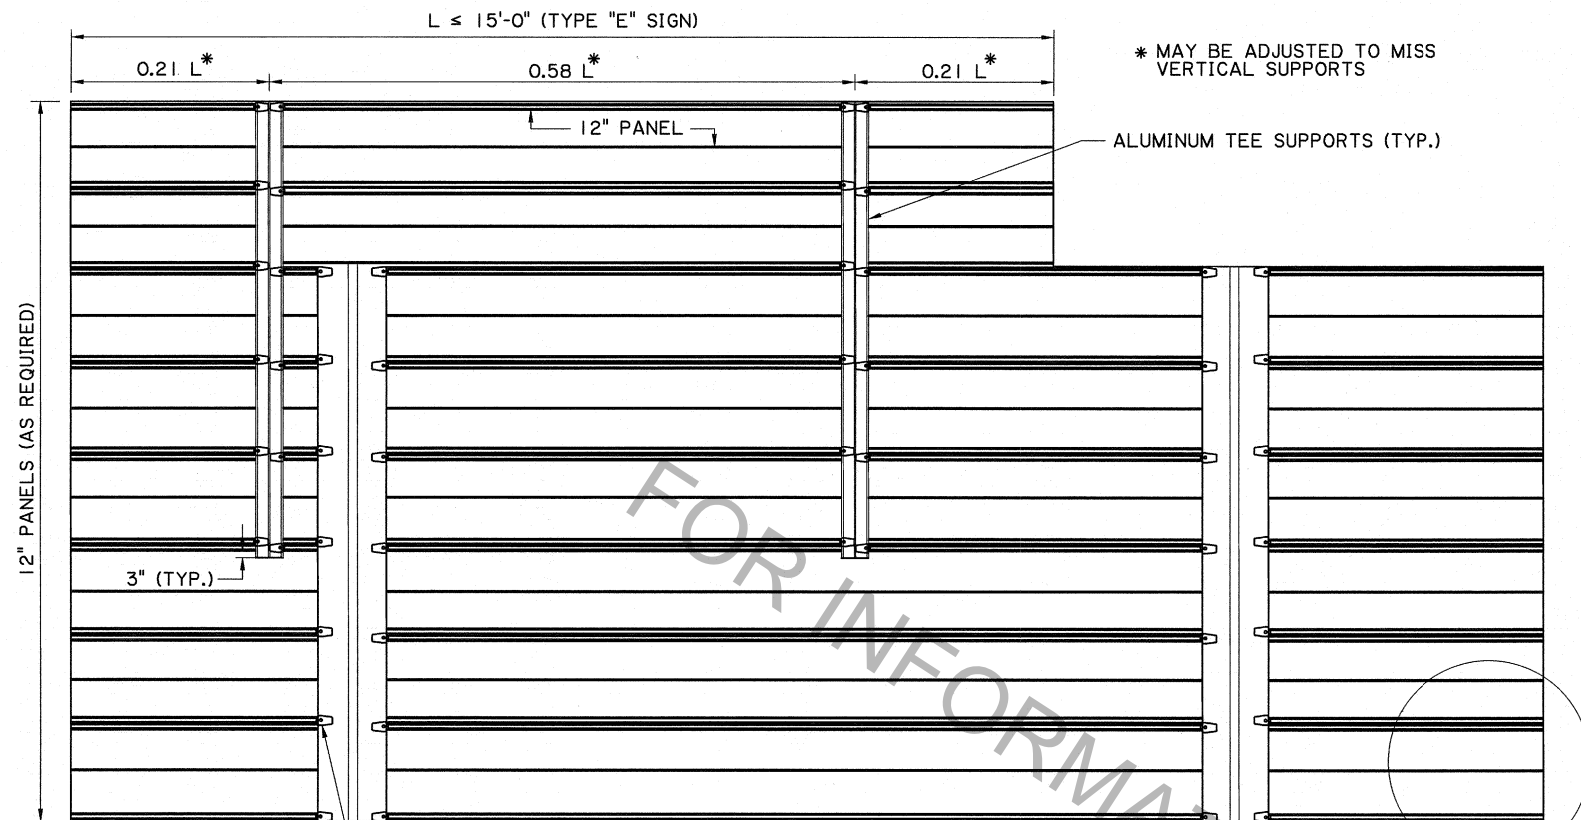 L ≤ 15'-0" (TYPE "E" SIGN)
0.21 L*
0.58 L*
0.21 L*
* MAY BE ADJUSTED TO MISS
VERTICAL SUPPORTS
12" PANEL
ALUMINUM TEE SUPPORTS (TYP.)
12" PANELS (AS REQUIRED)
3" (TYP.)
FOR INFORMAT